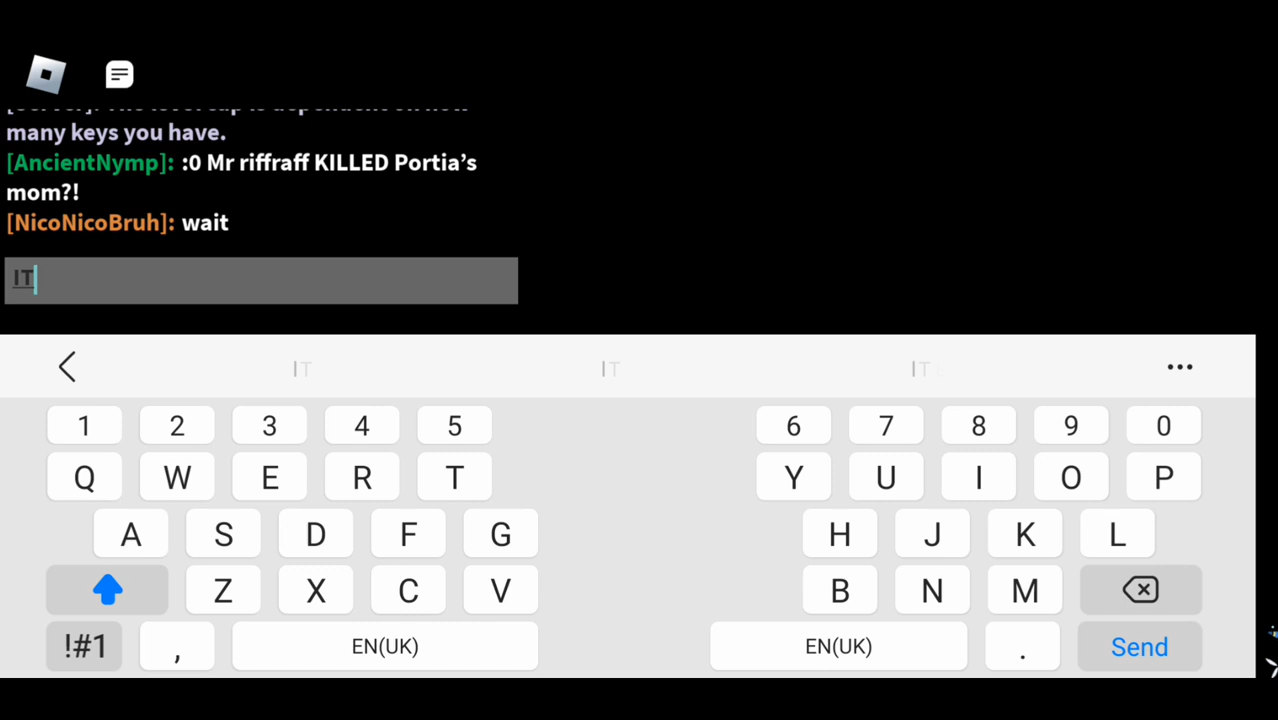 many keys you have.
[AncientNymp]: :0 Mr riffraff KILLED Portia's
mom?!
[NicoNicoBruh]: wait
IT
IT IT IT
1 2 3 4 5 6 7 8 9 0
Q W E R T Y U I O P
A S D F G H J K L
Z X C V B N M
!#1 , EN(UK) EN(UK) . Send